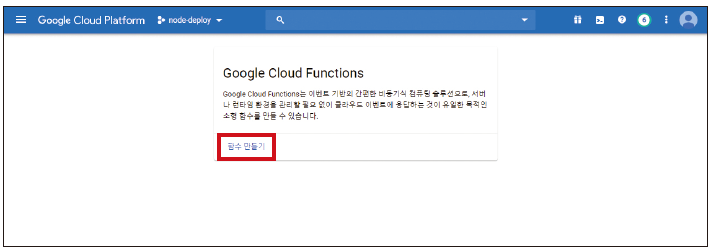 Google Cloud Platform node-deploy 6
Google Cloud Functions
Google Cloud Functions는 이벤트 기반의 간편한 비동기식 컴퓨팅 솔루션으로, 서버
나 런타임 환경을 관리할 필요 없이 클라우드 이벤트에 응답하는 것이 유일한 목적인
소형 함수를 만들 수 있습니다.
함수 만들기